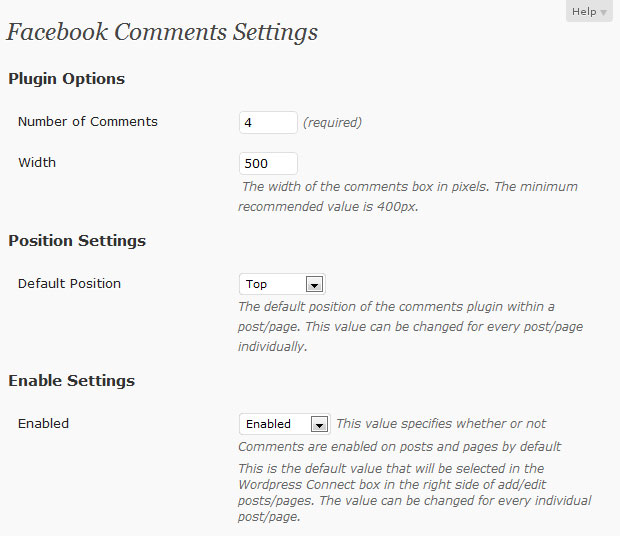 Help
Facebook Comments Settings
Plugin Options
Number of Comments 4 (required)
Width 500
The width of the comments box in pixels. The minimum
recommended value is 400px.
Position Settings
Default Position Top
The default position of the comments plugin within a
post/page. This value can be changed for every post/page
individually.
Enable Settings
Enabled Enabled This value specifies whether or not
Comments are enabled on posts and pages by default
This is the default value that will be selected in the
Wordpress Connect box in the right side of add/edit
posts/pages. The value can be changed for every individual
post/page.